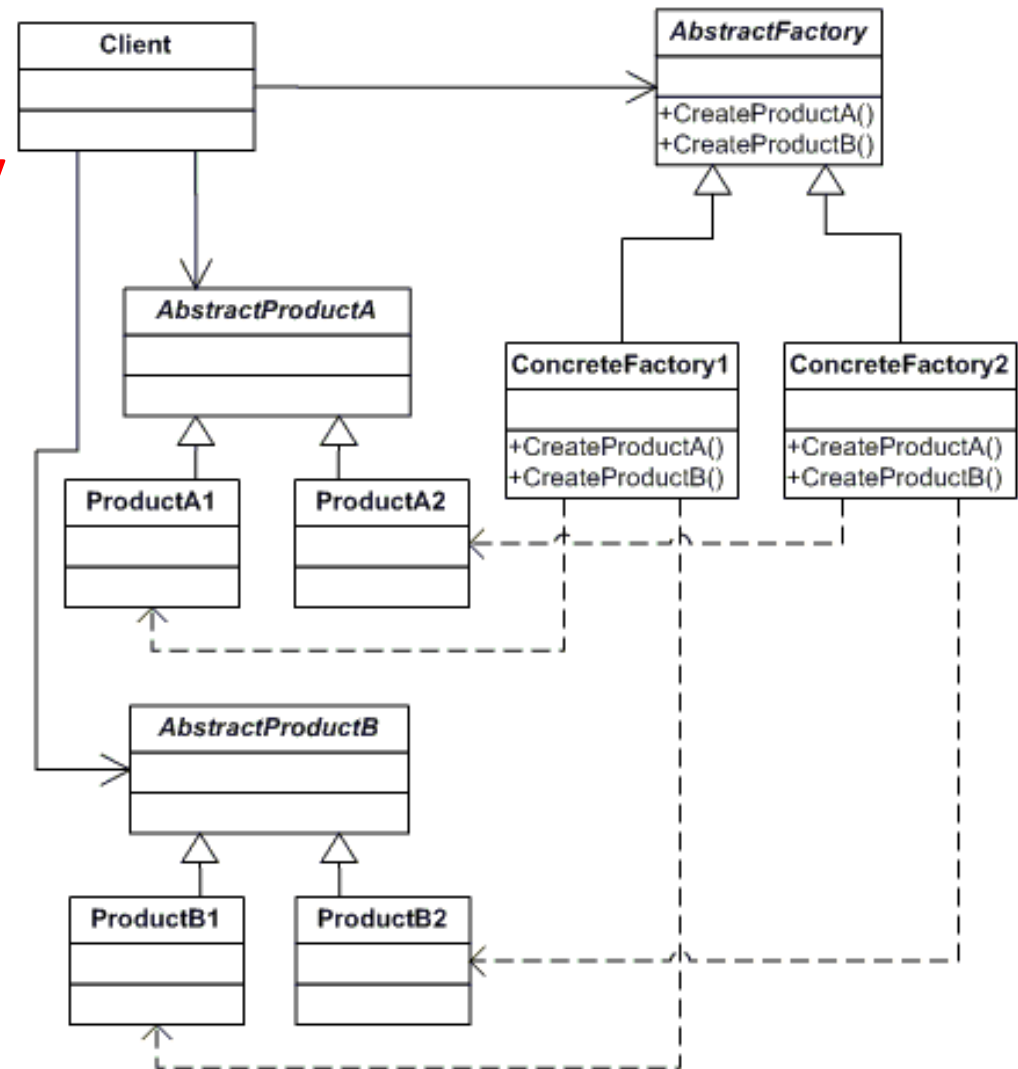 Client
AbstractFactory
+CreateProductA()
+CreateProductB()
AbstractProductA
ConcreteFactory1
+CreateProductA()
+CreateProductB()
ConcreteFactory2
+CreateProductA()
+CreateProductB()
ProductA1
ProductA2
AbstractProductB
ProductB1
ProductB2